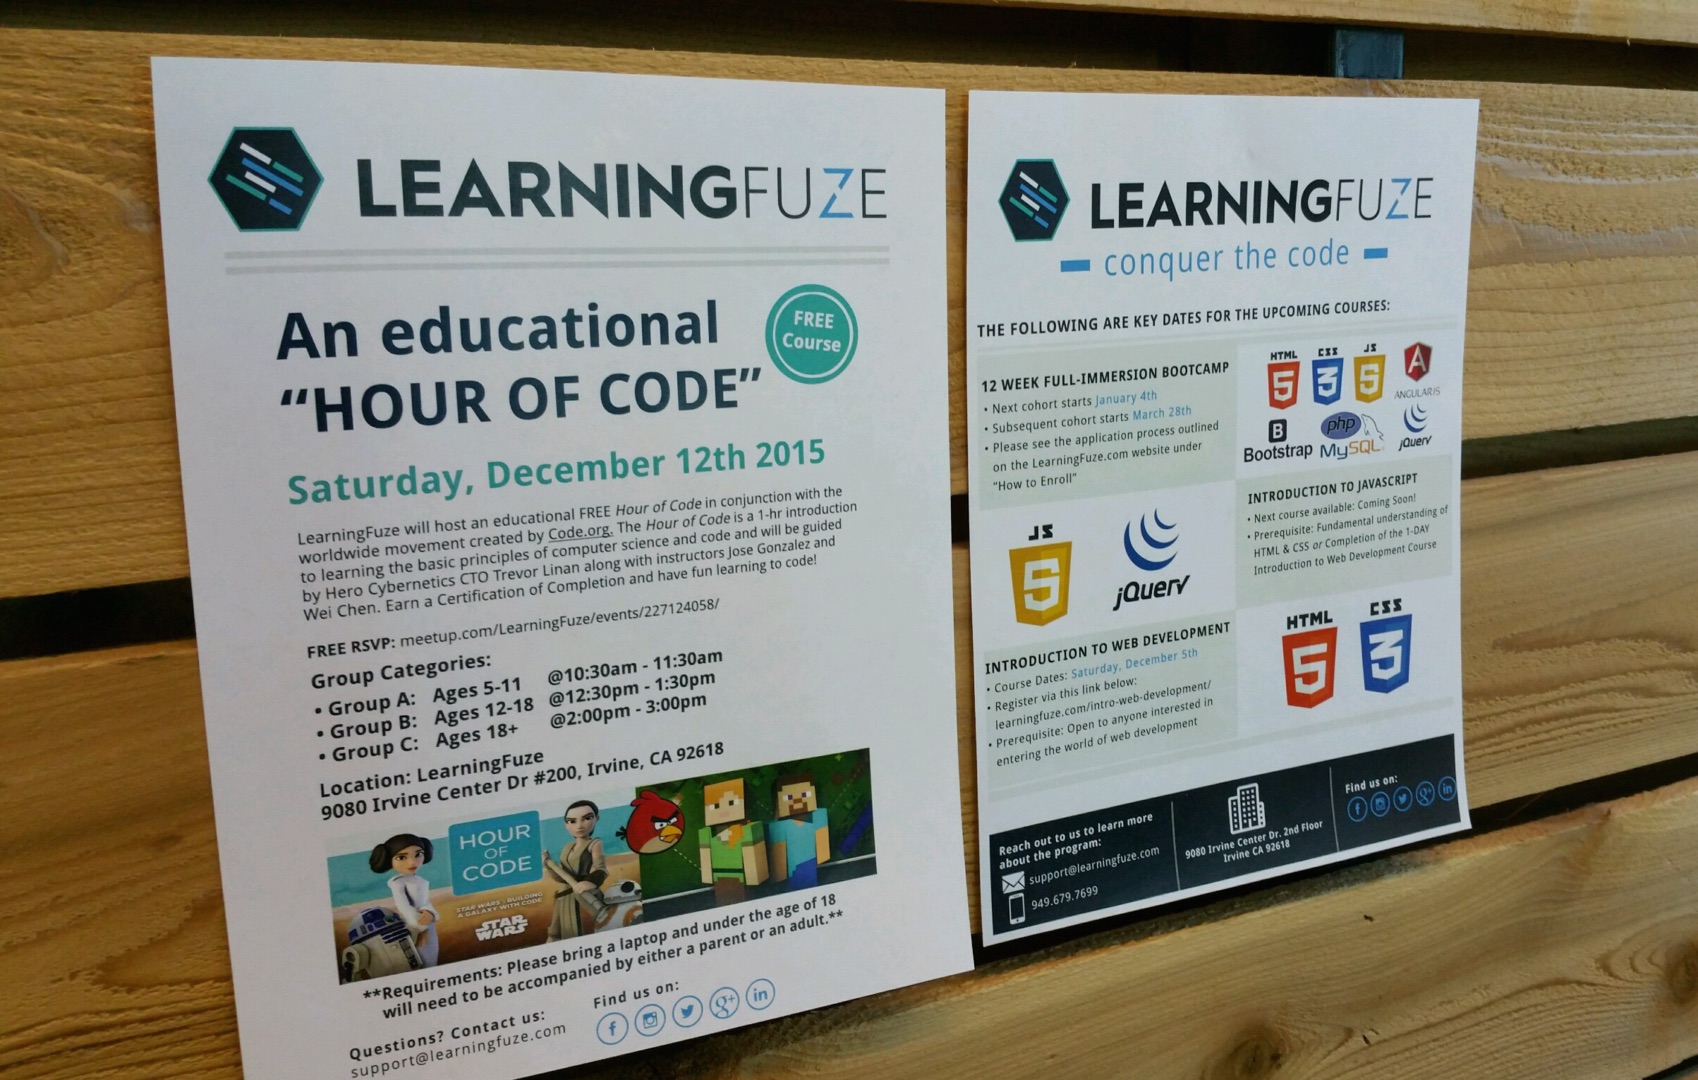 LEARNINGFUZE
An educational
"HOUR OF CODE"
FREE
Course
Saturday, December 12th 2015
LearningFuze will host an educational FREE Hour of Code in conjunction with the
worldwide movement created by Code.org. The Hour of Code is a 1-hr introduction
to learning the basic principles of computer science and code and will be guided
by Hero Cybernetics CTO Trevor Linan along with instructors Jose Gonzalez and
Wei Chen. Earn a Certification of Completion and have fun learning to code!
FREE RSVP: meetup.com/LearningFuze/events/227124058/
Group Categories:
• Group A: Ages 5-11 @10:30am - 11:30am
• Group B: Ages 12-18 @12:30pm - 1:30pm
• Group C: Ages 18+ @2:00pm - 3:00pm
Location: LearningFuze
9080 Irvine Center Dr #200, Irvine, CA 92618
HOUR
OF
CODE
STAR WARS: BUILDING
A GALAXY WITH CODE
STAR
WARS
**Requirements: Please bring a laptop and under the age of 18
will need to be accompanied by either a parent or an adult.**
Questions? Contact us:
support@learningfuze.com
Find us on:
f
g+
in
LEARNINGFUZE
conquer the code
THE FOLLOWING ARE KEY DATES FOR THE UPCOMING COURSES:
12 WEEK FULL-IMMERSION BOOTCAMP
• Next cohort starts January 4th
• Subsequent cohort starts March 28th
• Please see the application process outlined
on the LearningFuze.com website under
"How to Enroll"
HTML
5
CSS
3
JS
5
A
ANGULARJS
B
Bootstrap
php
MySQL
jQuery
JS
5
jQuery
INTRODUCTION TO JAVASCRIPT
• Next course available: Coming Soon!
• Prerequisite: Fundamental understanding of
HTML & CSS or Completion of the 1-DAY
Introduction to Web Development Course
INTRODUCTION TO WEB DEVELOPMENT
• Course Dates: Saturday, December 5th
• Register via this link below:
learningfuze.com/intro-web-development/
• Prerequisite: Open to anyone interested in
entering the world of web development
HTML
5
CSS
3
Reach out to us to learn more
about the program:
support@learningfuze.com
949.679.7699
9080 Irvine Center Dr. 2nd Floor
Irvine CA 92618
Find us on:
f
g+
in